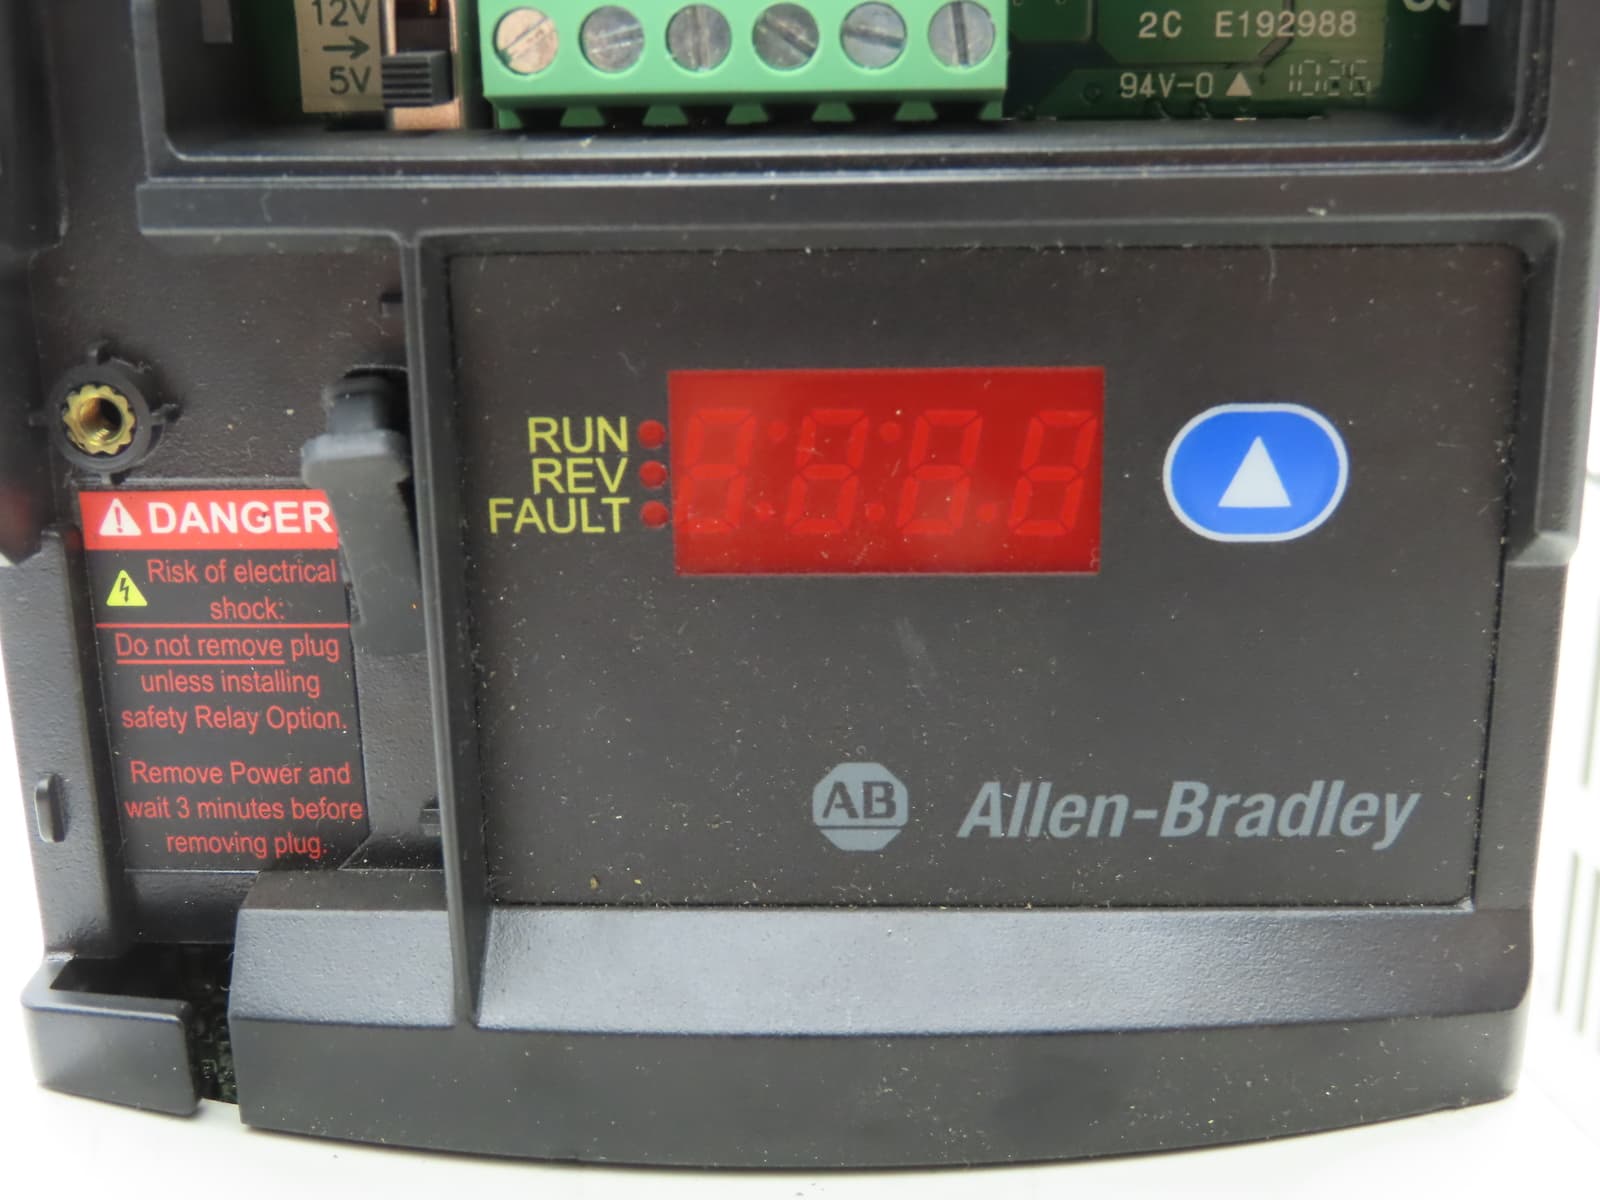 12V
→
5V
2C E192988
94V-0 ▲ 1026
RUN
REV
FAULT
⚠ DANGER
Risk of electrical
shock:
Do not remove plug
unless installing
safety Relay Option.
Remove Power and
wait 3 minutes before
removing plug.
AB Allen-Bradley